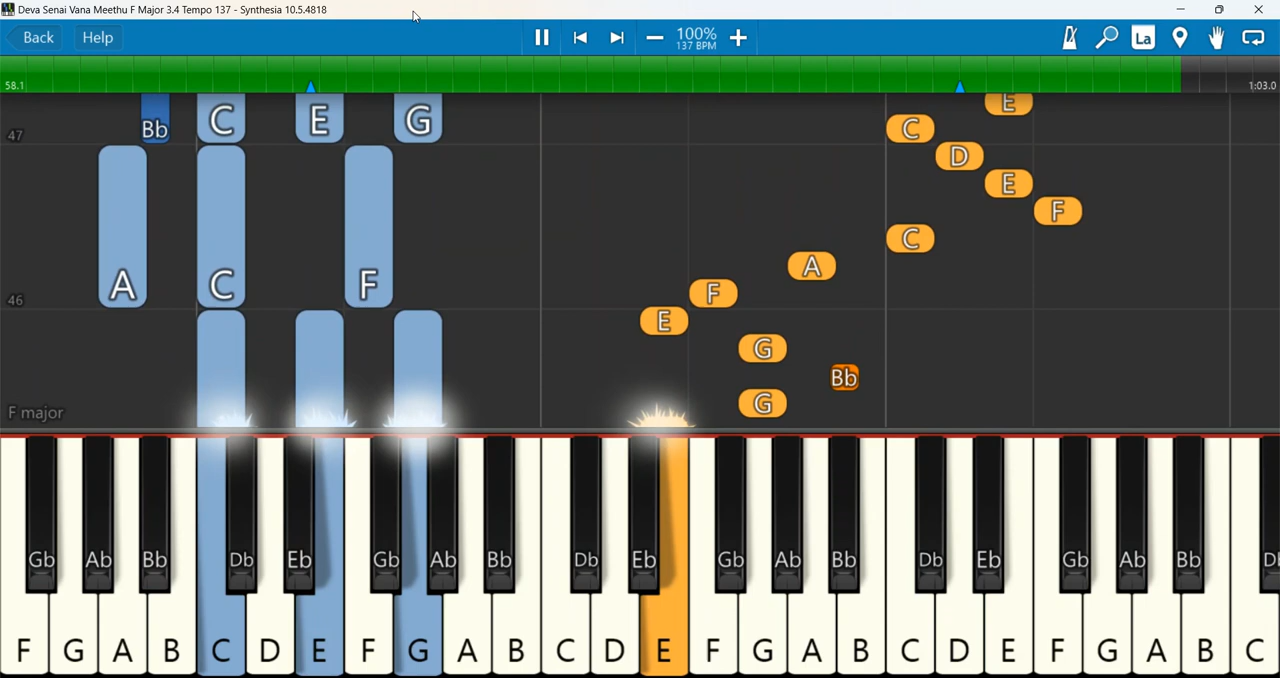 Deva Senai Vana Meethu F Major 3.4 Tempo 137 - Synthesia 10.5.4818
Back Help 100% La
137 BPM
58.1 1:03.0
E
Bb C E G C
47
D
E
F
C
A C F A
46 F
E
G
Bb
G
F major
Gb Ab Bb Db Eb Gb Ab Bb Db Eb Gb Ab Bb Db Eb Gb Ab Bb
F G A B C D E F G A B C D E F G A B C D E F G A B C